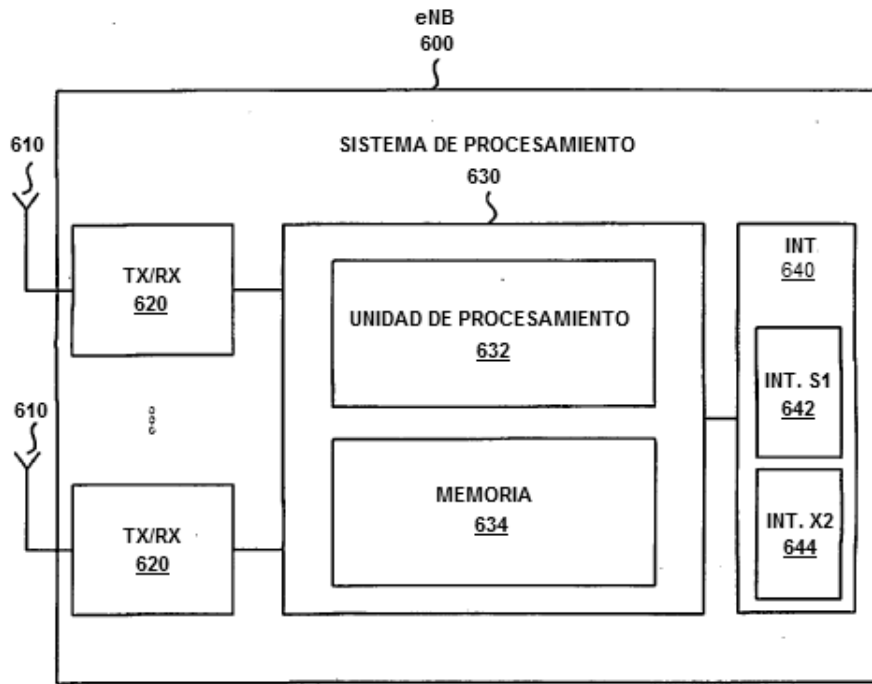 eNB
600
610
SISTEMA DE PROCESAMIENTO
630
TX/RX
620
UNIDAD DE PROCESAMIENTO
632
INT
640
INT. S1
642
610
TX/RX
620
MEMORIA
634
INT. X2
644